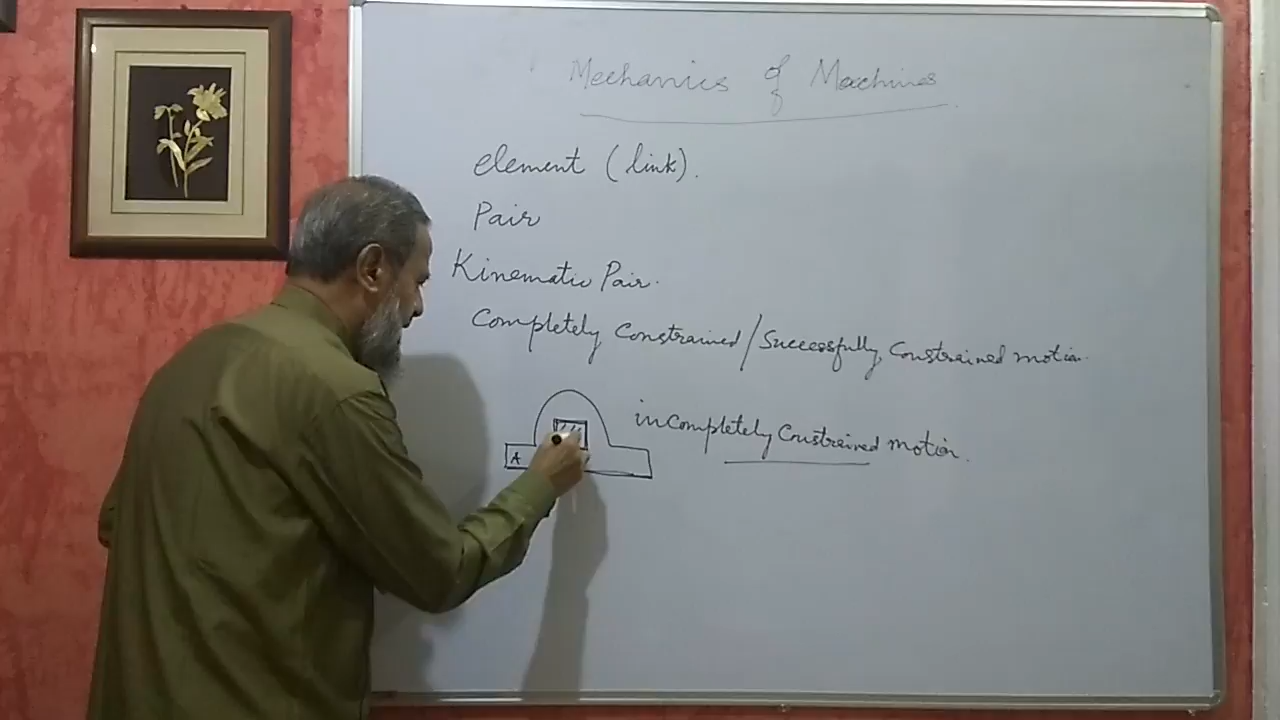 Mechanics of Machines
element (link).
Pair
Kinematic Pair.
Completely Constrained/Successfully Constrained motion.
inCompletely Constrained motion.
A